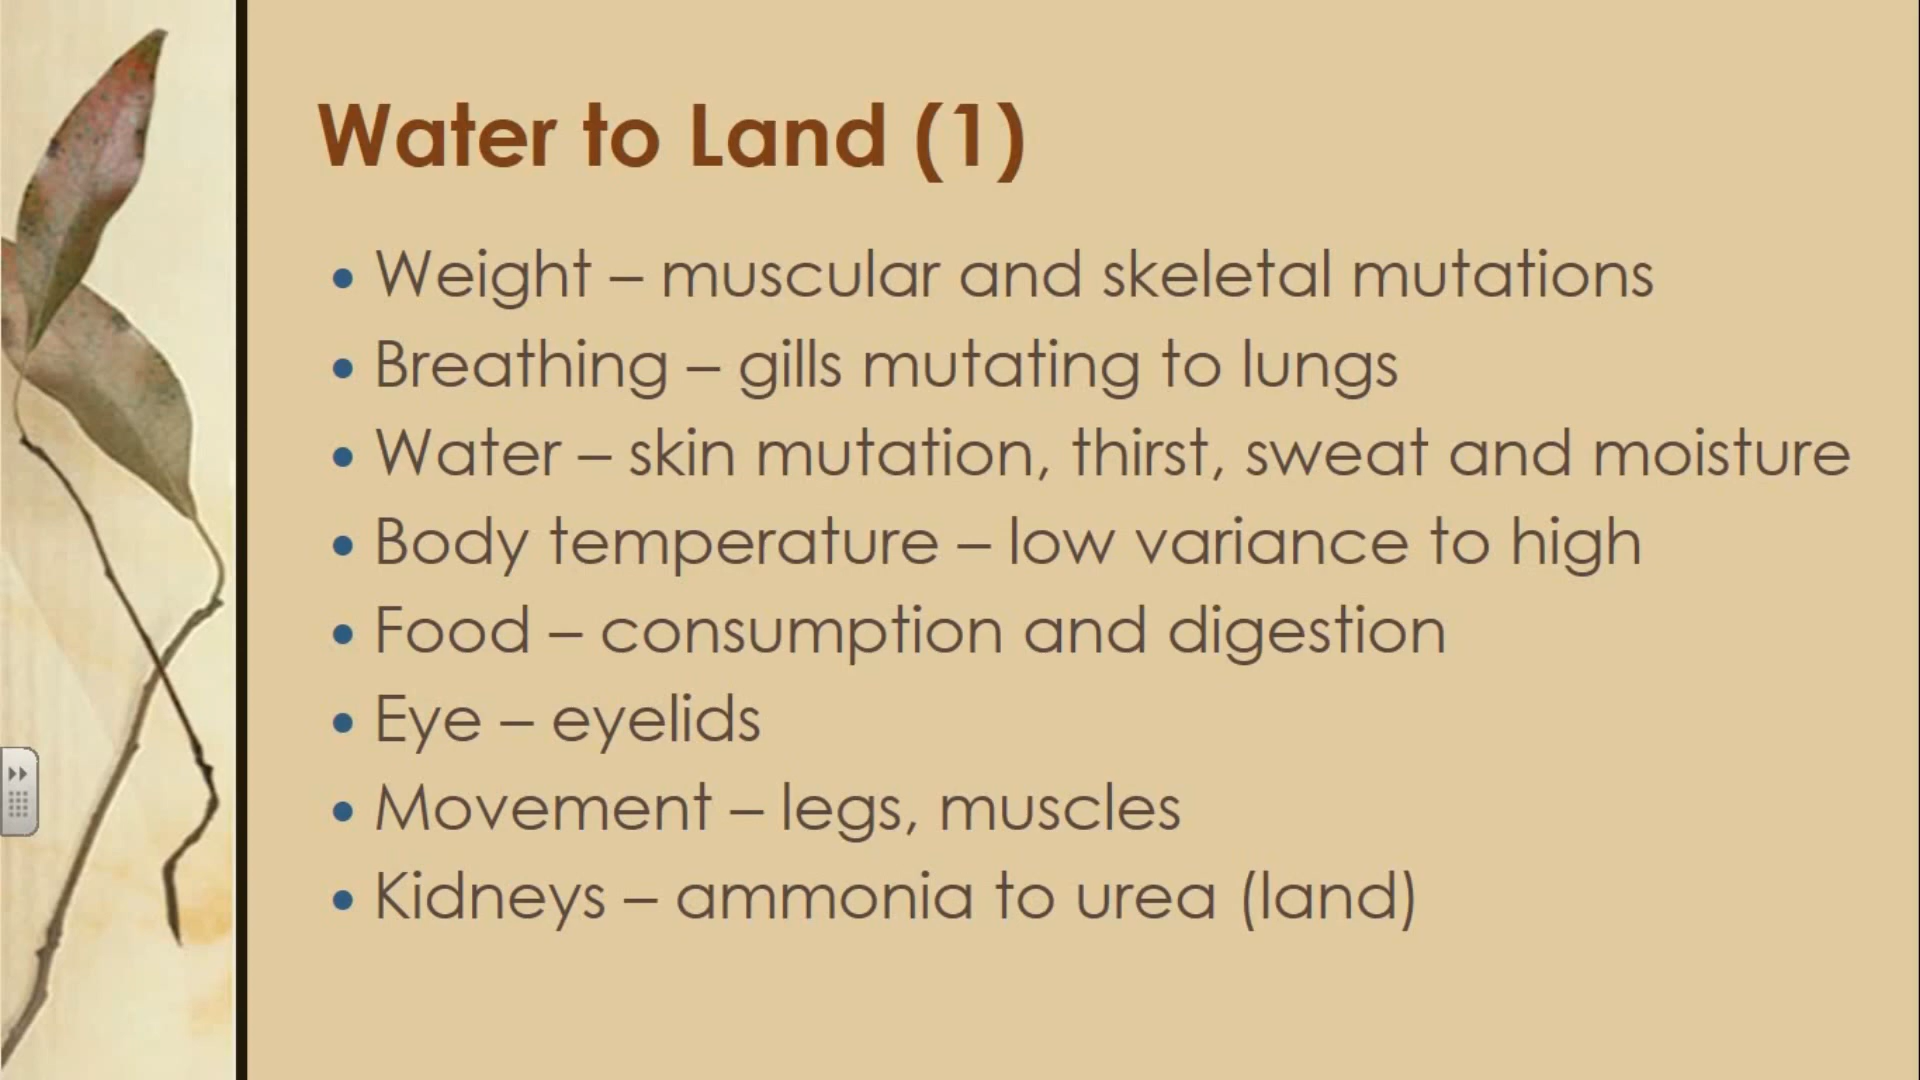 Water to Land (1)
• Weight – muscular and skeletal mutations
• Breathing – gills mutating to lungs
• Water – skin mutation, thirst, sweat and moisture
• Body temperature – low variance to high
• Food – consumption and digestion
• Eye – eyelids
• Movement – legs, muscles
• Kidneys – ammonia to urea (land)